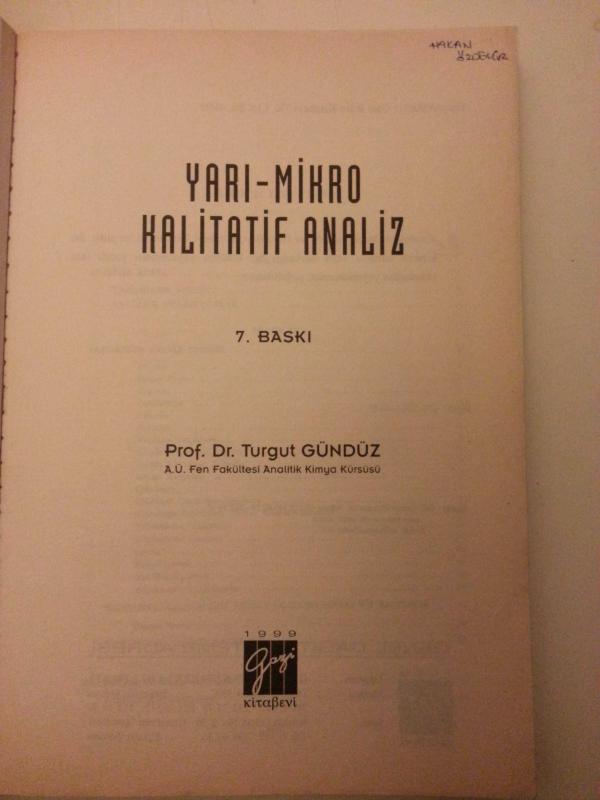 HAKAN
YARI-MİKRO
KALİTATİF ANALİZ
7. BASKI
Prof. Dr. Turgut GÜNDÜZ
A.Ü. Fen Fakültesi Analitik Kimya Kürsüsü
1999
gazi
kitabevi